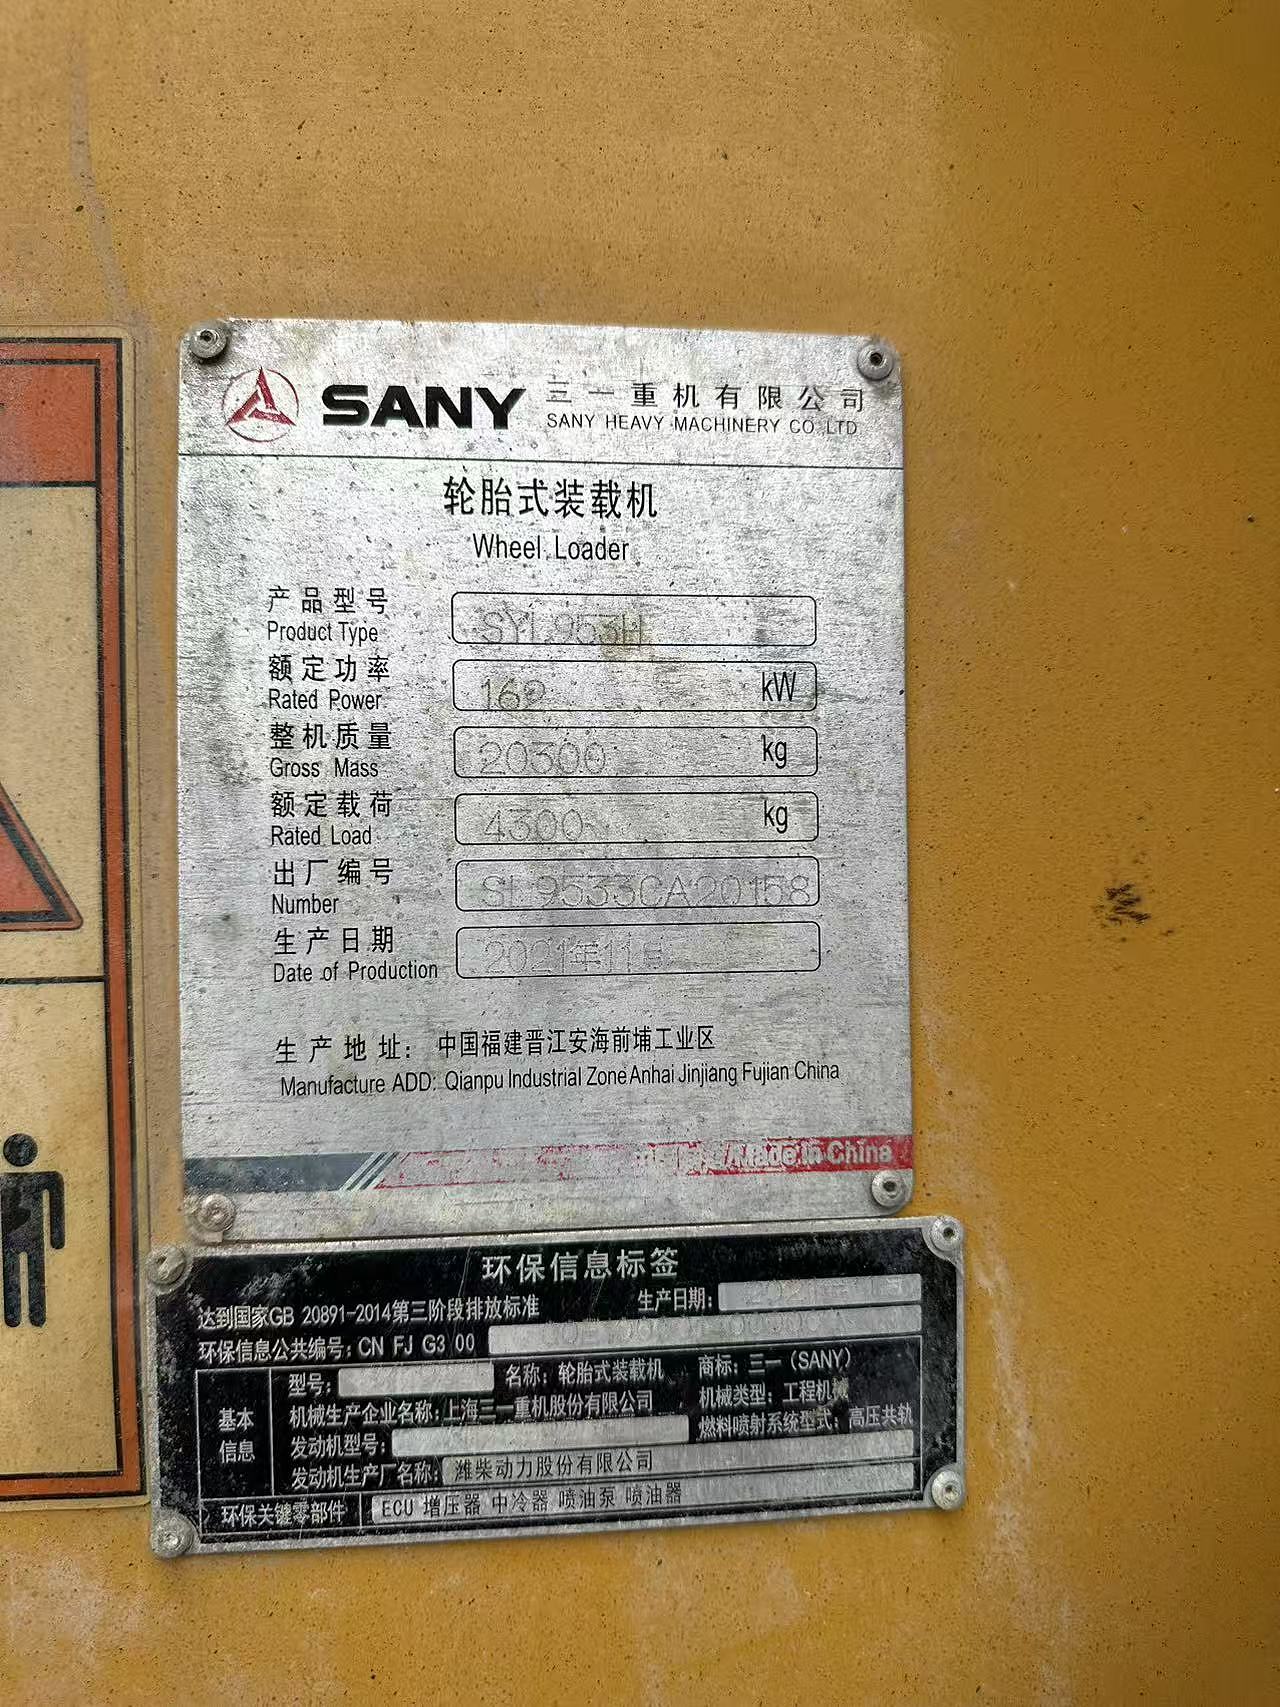 SANY 三一重机有限公司
SANY HEAVY MACHINERY CO.,LTD
轮胎式装载机
Wheel Loader
产品型号 SYL953H
Product Type
额定功率 162 kW
Rated Power
整机质量 20300 kg
Gross Mass
额定载荷 4300 kg
Rated Load
出厂编号 SL9533CA20158
Number
生产日期 2021年11月
Date of Production
生产地址: 中国福建晋江安海前埔工业区
Manufacture ADD: Qianpu Industrial Zone Anhai Jinjiang Fujian China
Made in China
环保信息标签
达到国家GB 20891-2014第三阶段排放标准 生产日期:
环保信息公共编号: CN FJ G3 00
型号: 名称: 轮胎式装载机 商标: 三一 (SANY)
基本信息
机械生产企业名称: 上海三一重机股份有限公司 机械类型: 工程机械
发动机型号: 燃料喷射系统型式: 高压共轨
发动机生产厂名称: 潍柴动力股份有限公司
环保关键零部件 ECU 增压器 中冷器 喷油泵 喷油器